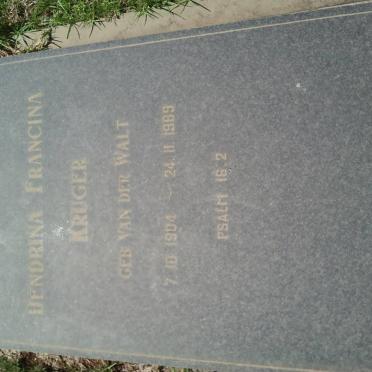 HENDRINA FRANCINA
KRUGER
GEB VAN DER WALT
7.10.1904 - 24.11.1989
PSALM 16:2